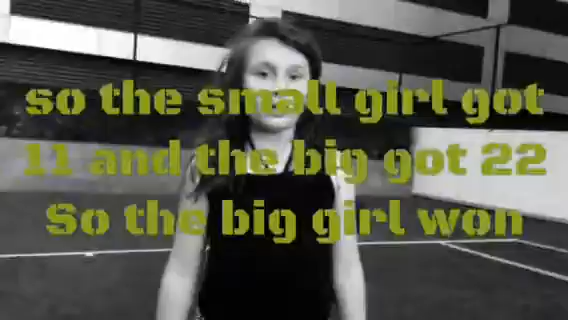 so the small girl got
11 and the big got 22
So the big girl won